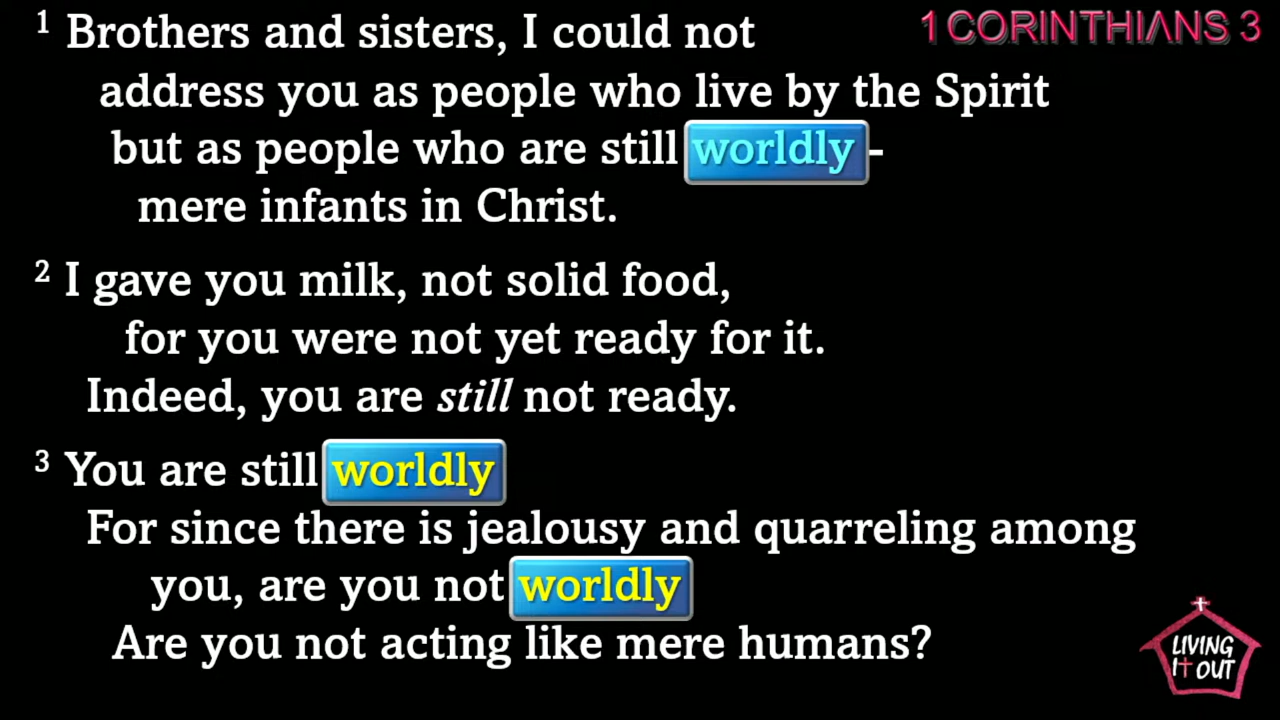 1 CORINTHIANS 3
1 Brothers and sisters, I could not
address you as people who live by the Spirit
but as people who are still worldly -
mere infants in Christ.
2 I gave you milk, not solid food,
for you were not yet ready for it.
Indeed, you are still not ready.
3 You are still worldly
For since there is jealousy and quarreling among
you, are you not worldly
Are you not acting like mere humans?
LIVING
IT OUT